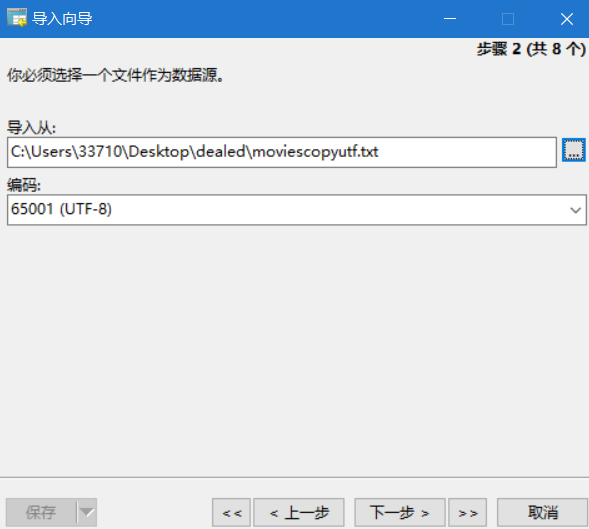 导入向导
步骤 2 (共 8 个)
你必须选择一个文件作为数据源。
导入从:
C:\Users\33710\Desktop\dealed\moviescopyutf.txt
...
编码:
65001 (UTF-8)
保存 << < 上一步 下一步 > >> 取消